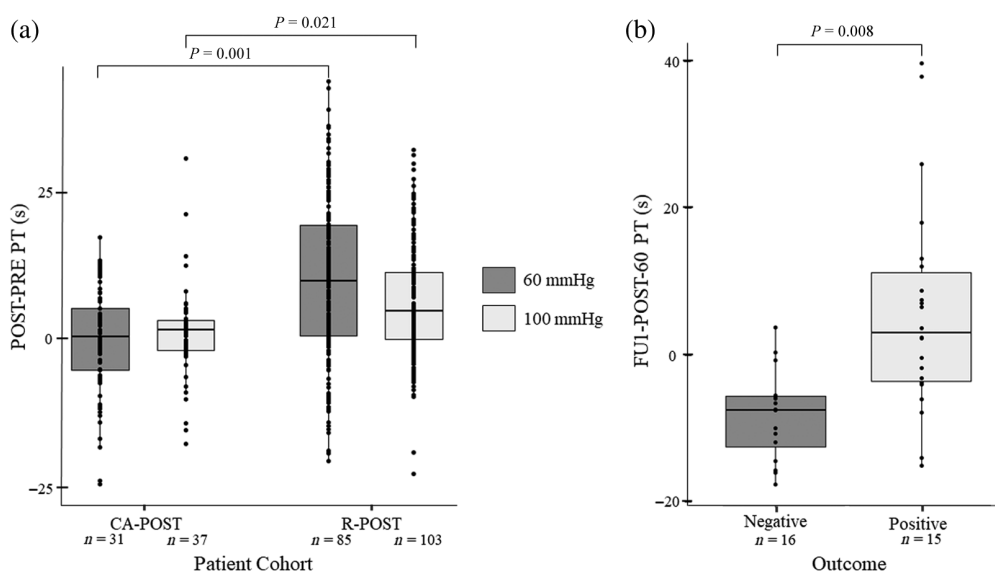 (a)
P = 0.021
P = 0.001
POST-PRE PT (s)
25
0
−25
CA-POST R-POST
n = 31 n = 37 n = 85 n = 103
Patient Cohort
60 mmHg
100 mmHg
(b)
P = 0.008
FU1-POST-60 PT (s)
40
20
0
−20
Negative Positive
n = 16 n = 15
Outcome